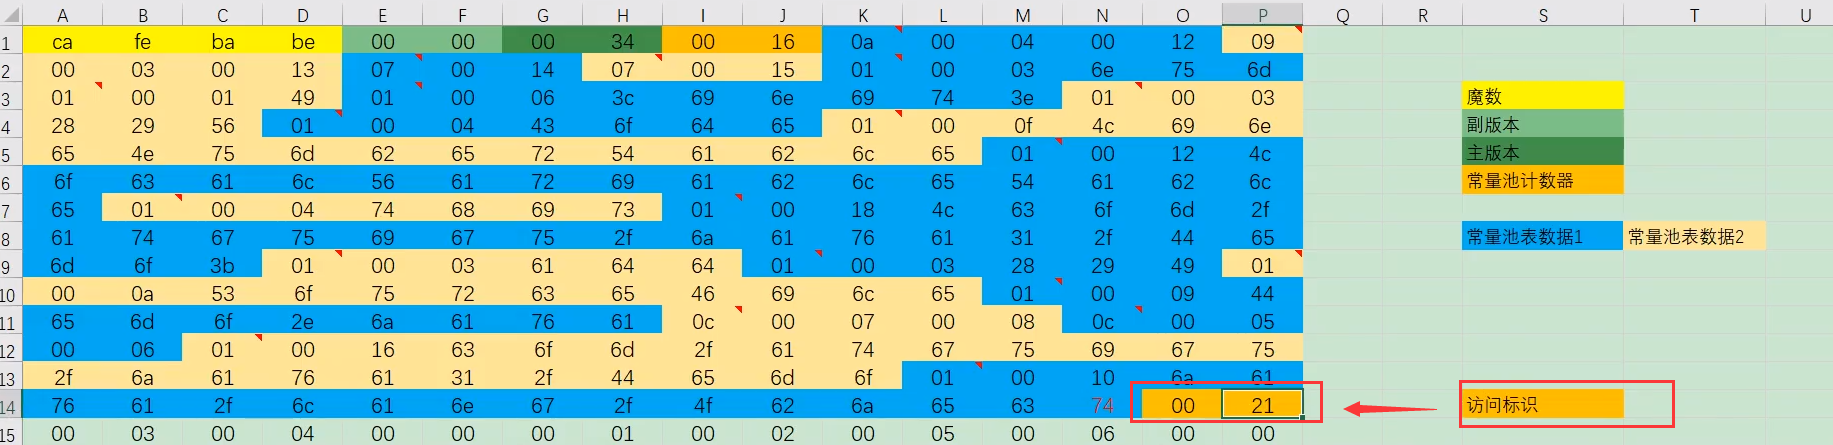 A B C D E F G H I J K L M N O P Q R S T U
1 ca fe ba be 00 00 00 34 00 16 0a 00 04 00 12 09
2 00 03 00 13 07 00 14 07 00 15 01 00 03 6e 75 6d
3 01 00 01 49 01 00 06 3c 69 6e 69 74 3e 01 00 03 魔数
4 28 29 56 01 00 04 43 6f 64 65 01 00 0f 4c 69 6e 副版本
5 65 4e 75 6d 62 65 72 54 61 62 6c 65 01 00 12 4c 主版本
6 6f 63 61 6c 56 61 72 69 61 62 6c 65 54 61 62 6c 常量池计数器
7 65 01 00 04 74 68 69 73 01 00 18 4c 63 6f 6d 2f
8 61 74 67 75 69 67 75 2f 6a 61 76 61 31 2f 44 65 常量池表数据1 常量池表数据2
9 6d 6f 3b 01 00 03 61 64 64 01 00 03 28 29 49 01
10 00 0a 53 6f 75 72 63 65 46 69 6c 65 01 00 09 44
11 65 6d 6f 2e 6a 61 76 61 0c 00 07 00 08 0c 00 05
12 00 06 01 00 16 63 6f 6d 2f 61 74 67 75 69 67 75
13 2f 6a 61 76 61 31 2f 44 65 6d 6f 01 00 10 6a 61
14 76 61 2f 6c 61 6e 67 2f 4f 62 6a 65 63 74 00 21 访问标识
15 00 03 00 04 00 00 00 01 00 02 00 05 00 06 00 00